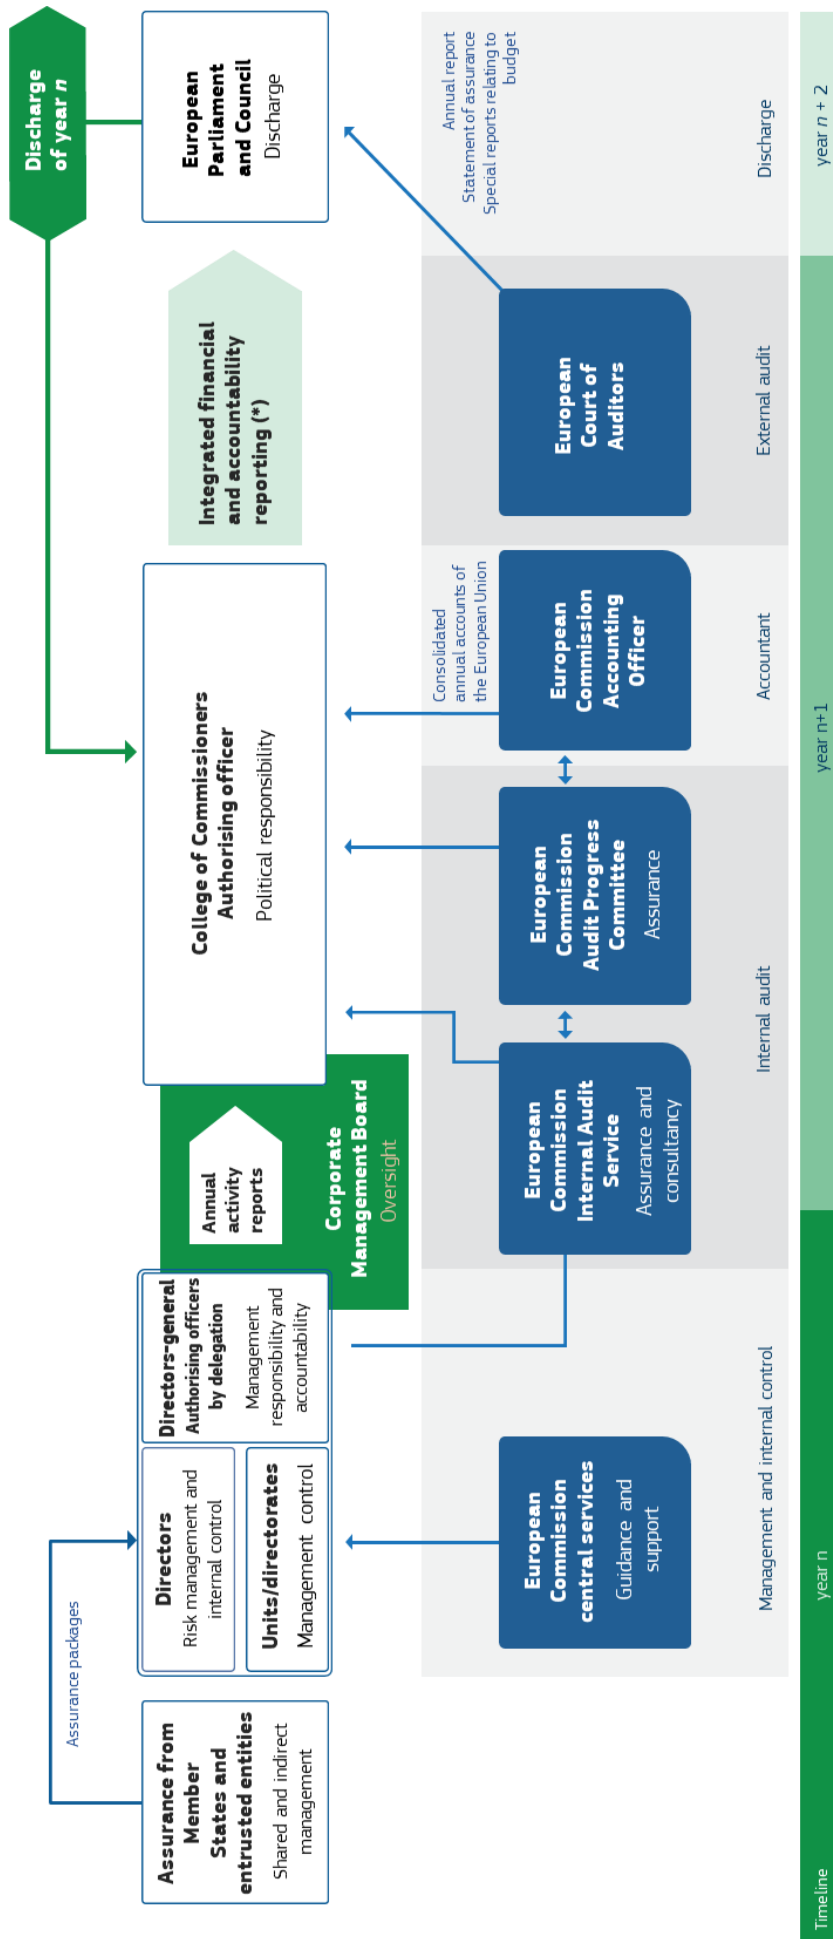 Discharge
of year n
Assurance packages
Assurance from
Member
States and
entrusted entities
Shared and indirect
management
Directors
Risk management and
internal control
Units/directorates
Management control
Directors-general
Authorising officers
by delegation
Management
responsibility and
accountability
Annual
activity
reports
Corporate
Management Board
Oversight
College of Commissioners
Authorising officer
Political responsibility
Integrated financial
and accountability
reporting (*)
European
Parliament
and Council
Discharge
Consolidated
annual accounts of
the European Union
Annual report
Statement of assurance
Special reports relating to
budget
European
Commission
central services
Guidance and
support
European
Commission
Internal Audit
Service
Assurance and
consultancy
European
Commission
Audit Progress
Committee
Assurance
European
Commission
Accounting
Officer
European
Court of
Auditors
Management and internal control
Internal audit
Accountant
External audit
Discharge
Timeline
year n
year n+1
year n + 2